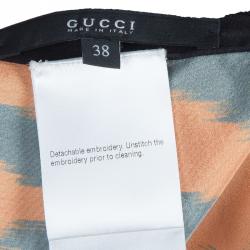 GUCCI
MADE IN ITALY
38
Detachable embroidery. Unstitch the
embroidery prior to cleaning.